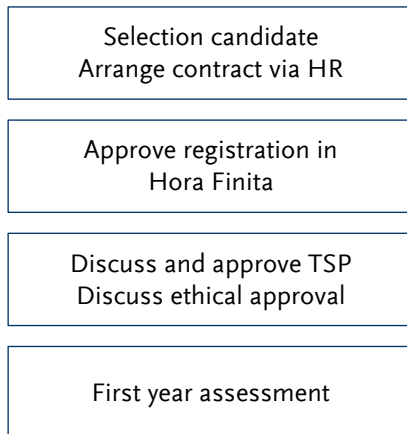 Selection candidate
Arrange contract via HR
Approve registration in
Hora Finita
Discuss and approve TSP
Discuss ethical approval
First year assessment